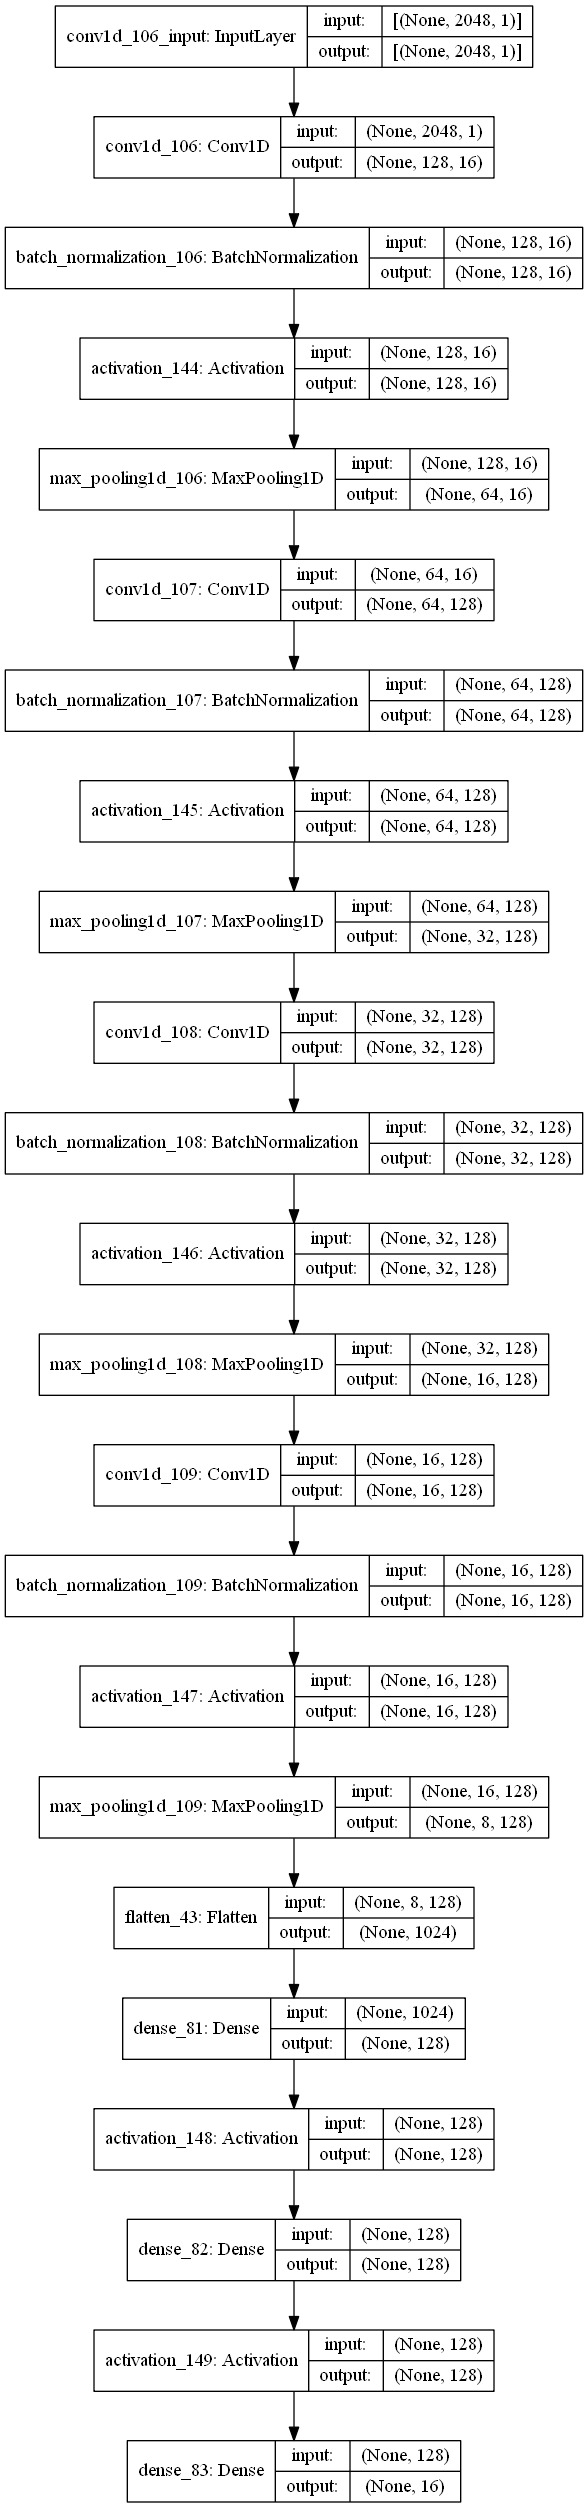 conv1d_106_input: InputLayer
input: [(None, 2048, 1)]
output: [(None, 2048, 1)]
conv1d_106: Conv1D
input: (None, 2048, 1)
output: (None, 128, 16)
batch_normalization_106: BatchNormalization
input: (None, 128, 16)
output: (None, 128, 16)
activation_144: Activation
input: (None, 128, 16)
output: (None, 128, 16)
max_pooling1d_106: MaxPooling1D
input: (None, 128, 16)
output: (None, 64, 16)
conv1d_107: Conv1D
input: (None, 64, 16)
output: (None, 64, 128)
batch_normalization_107: BatchNormalization
input: (None, 64, 128)
output: (None, 64, 128)
activation_145: Activation
input: (None, 64, 128)
output: (None, 64, 128)
max_pooling1d_107: MaxPooling1D
input: (None, 64, 128)
output: (None, 32, 128)
conv1d_108: Conv1D
input: (None, 32, 128)
output: (None, 32, 128)
batch_normalization_108: BatchNormalization
input: (None, 32, 128)
output: (None, 32, 128)
activation_146: Activation
input: (None, 32, 128)
output: (None, 32, 128)
max_pooling1d_108: MaxPooling1D
input: (None, 32, 128)
output: (None, 16, 128)
conv1d_109: Conv1D
input: (None, 16, 128)
output: (None, 16, 128)
batch_normalization_109: BatchNormalization
input: (None, 16, 128)
output: (None, 16, 128)
activation_147: Activation
input: (None, 16, 128)
output: (None, 16, 128)
max_pooling1d_109: MaxPooling1D
input: (None, 16, 128)
output: (None, 8, 128)
flatten_43: Flatten
input: (None, 8, 128)
output: (None, 1024)
dense_81: Dense
input: (None, 1024)
output: (None, 128)
activation_148: Activation
input: (None, 128)
output: (None, 128)
dense_82: Dense
input: (None, 128)
output: (None, 128)
activation_149: Activation
input: (None, 128)
output: (None, 128)
dense_83: Dense
input: (None, 128)
output: (None, 16)